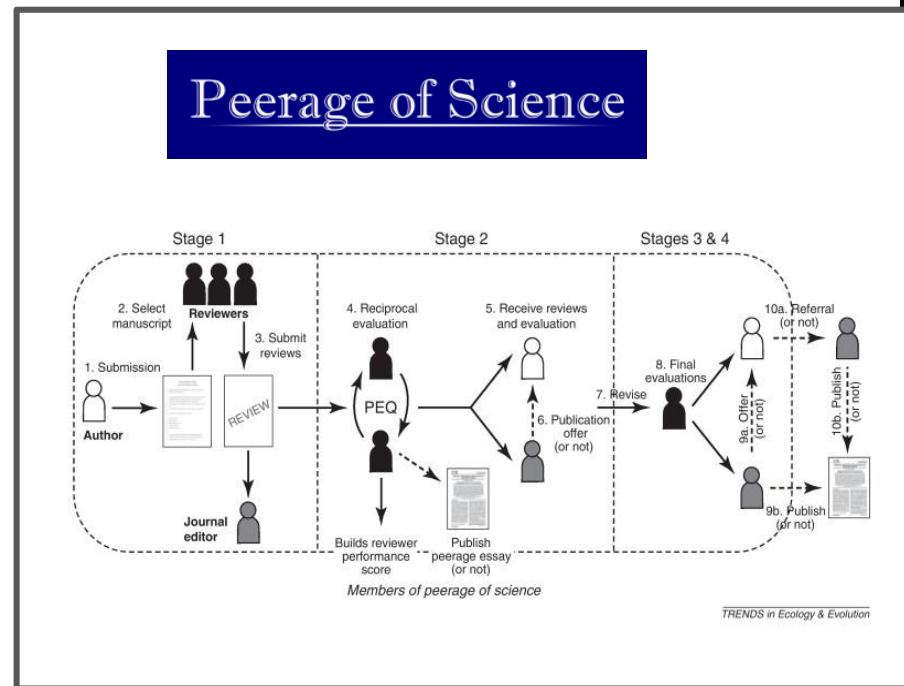 Peerage of Science
Stage 1
Stage 2
Stages 3 & 4
2. Select
manuscript
Reviewers
3. Submit
reviews
1. Submission
Author
REVIEW
Journal
editor
4. Reciprocal
evaluation
PEQ
Builds reviewer
performance
score
Publish
peerage essay
(or not)
5. Receive reviews
and evaluation
6. Publication
offer
(or not)
7. Revise
8. Final
evaluations
9a. Offer
(or not)
9b. Publish
(or not)
10a. Referral
(or not)
10b. Publish
(or not)
Members of peerage of science
TRENDS in Ecology & Evolution